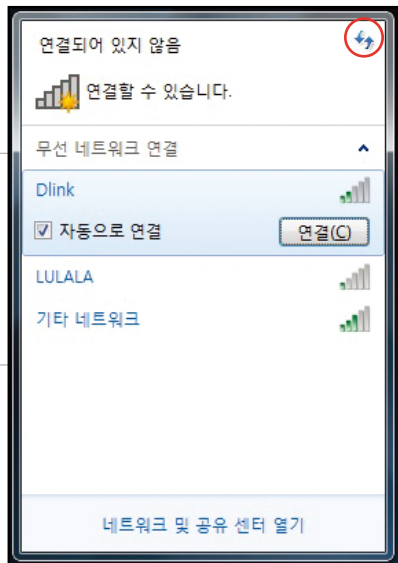 연결되어 있지 않음
연결할 수 있습니다.
무선 네트워크 연결
Dlink
자동으로 연결 연결(C)
LULALA
기타 네트워크
네트워크 및 공유 센터 열기